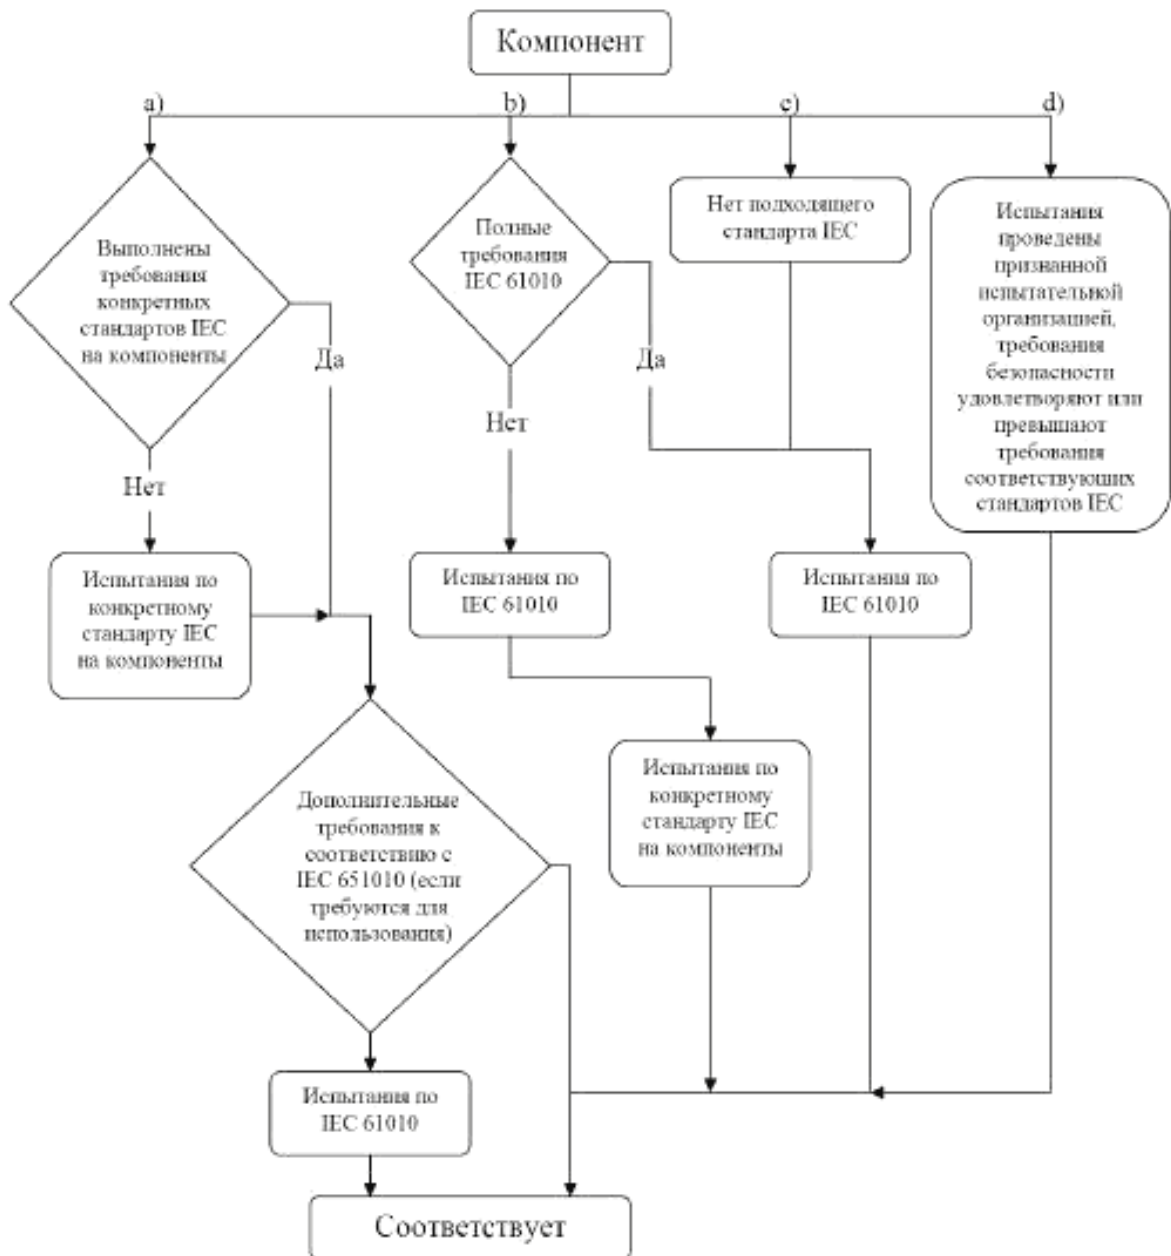 Компонент
a)
b)
c)
d)
Выполнены
требования
конкретных
стандартов IEC
на компоненты
Полные
требования
IEC 61010
Нет подходящего
стандарта IEC
Испытания
проведены
признанной
испытательной
организацией,
требования
безопасности
удовлетворяют или
превышают
требования
соответствующих
стандартов IEC
Да
Да
Нет
Нет
Испытания по
конкретному
стандарту IEC
на компоненты
Испытания по
IEC 61010
Испытания по
IEC 61010
Дополнительные
требования к
соответствию с
IEC 651010 (если
требуются для
использования)
Испытания по
конкретному
стандарту IEC
на компоненты
Испытания по
IEC 61010
Соответствует